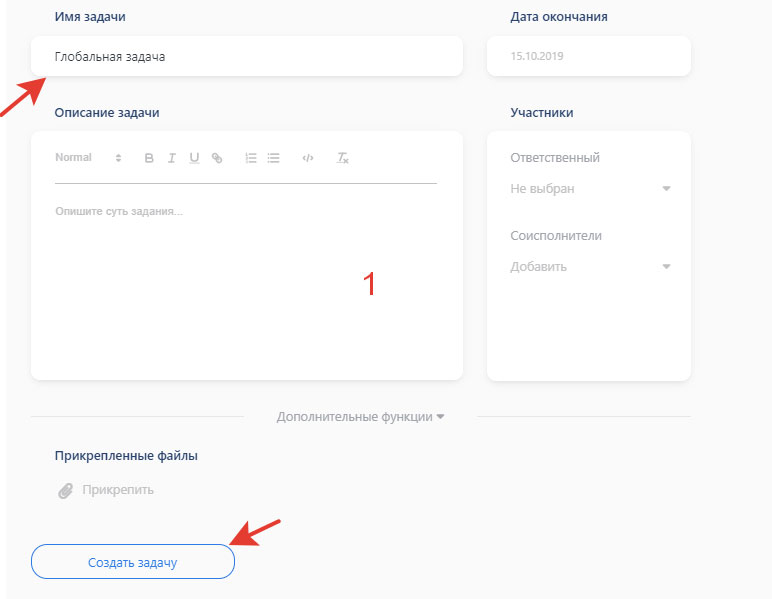 Имя задачи
Дата окончания
Глобальная задача
15.10.2019
Описание задачи
Участники
Normal B I U Tx
Ответственный
Не выбран
Опишите суть задания...
Соисполнители
Добавить
1
Дополнительные функции
Прикрепленные файлы
Прикрепить
Создать задачу